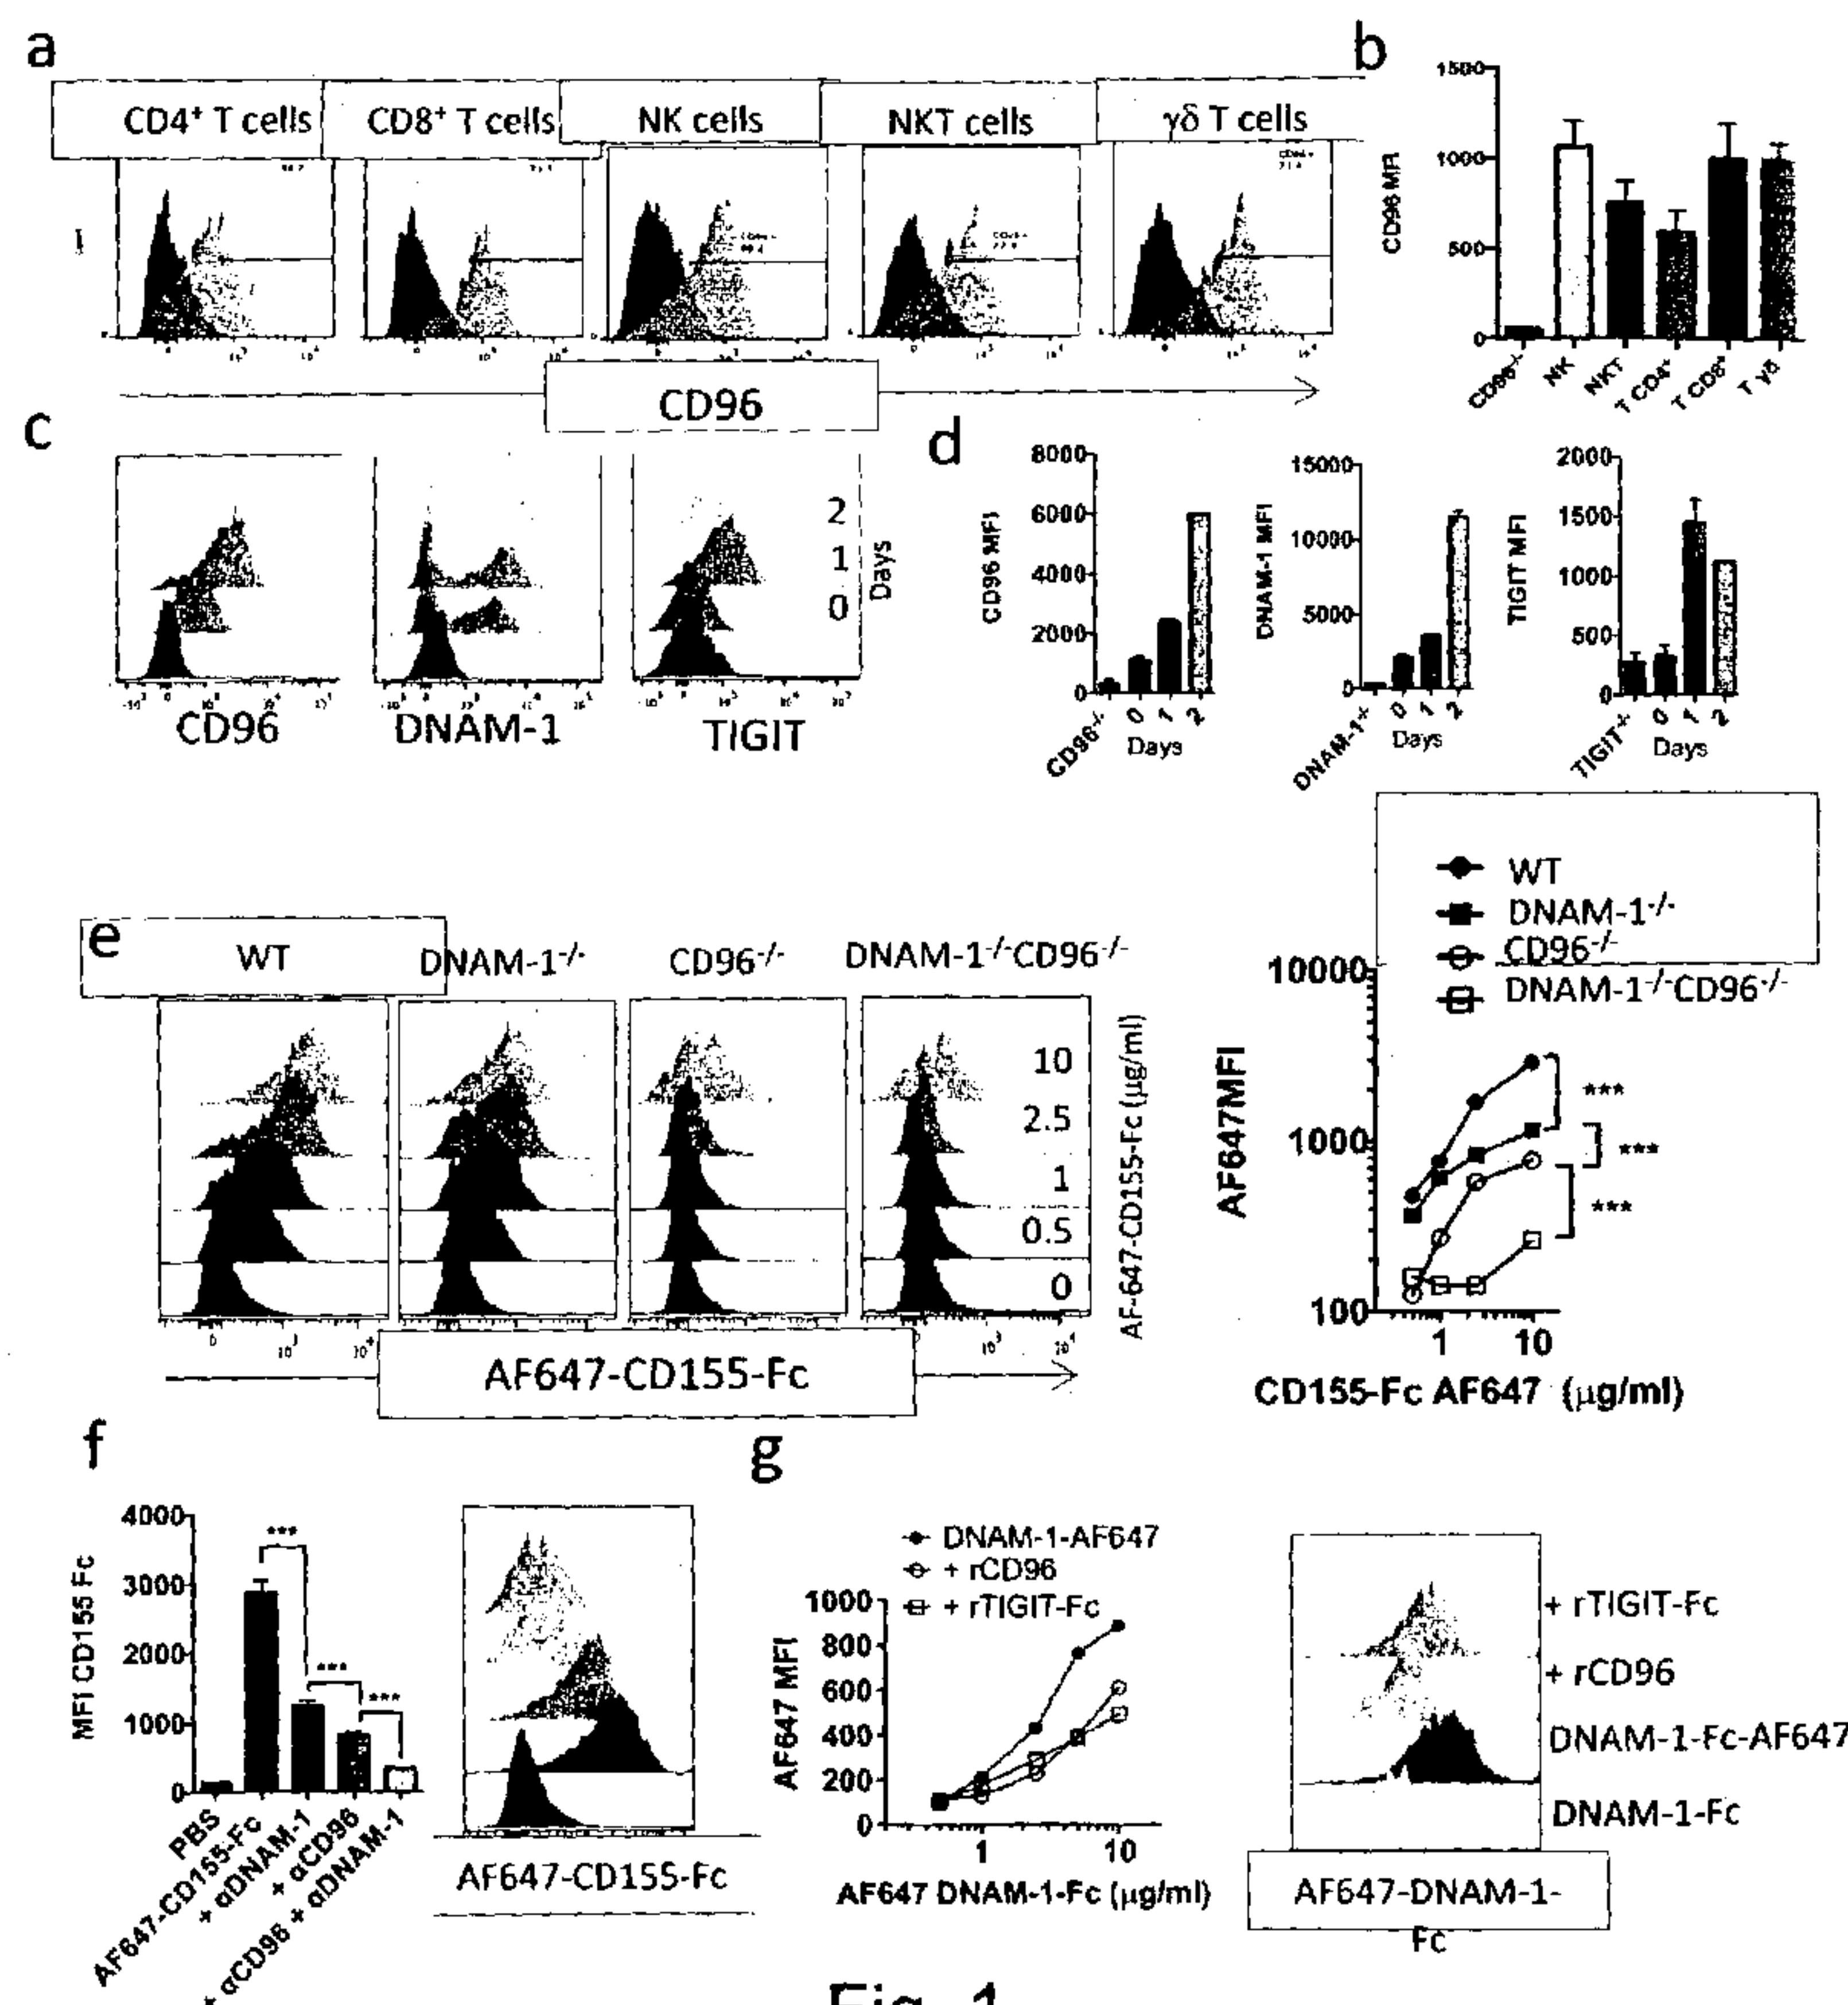 a
CD4⁺ T cells
CD8⁺ T cells
NK cells
NKT cells
γδ T cells
CD96
b
CD96 MFI
1500
1000
500
0
CD96⁻/⁻
NK
NKT
T CD4⁺
T CD8⁺
T γδ
c
2
1
0
Days
CD96
DNAM-1
TIGIT
d
CD96 MFI
8000
6000
4000
2000
0
CD96⁻/⁻
0
1
2
Days
DNAM-1 MFI
15000
10000
5000
0
DNAM-1⁻/⁻
0
1
2
Days
TIGIT MFI
2000
1500
1000
500
0
TIGIT⁻/⁻
0
1
2
Days
e
WT
DNAM-1⁻/⁻
CD96⁻/⁻
DNAM-1⁻/⁻CD96⁻/⁻
10
2.5
1
0.5
0
AF-647-CD155-Fc (µg/ml)
0
10³
10⁴
10³
10⁴
AF647-CD155-Fc
WT
DNAM-1⁻/⁻
CD96⁻/⁻
DNAM-1⁻/⁻CD96⁻/⁻
AF647MFI
10000
1000
100
***
***
***
1
10
CD155-Fc AF647 (µg/ml)
f
MFI CD155 Fc
4000
3000
2000
1000
0
***
***
***
PBS
AF647-CD155-Fc
+ αDNAM-1
+ αCD96
+ αCD96 + αDNAM-1
AF647-CD155-Fc
g
DNAM-1-AF647
+ rCD96
+ rTIGIT-Fc
AF647 MFI
1000
800
600
400
200
0
1
10
AF647 DNAM-1-Fc (µg/ml)
+ rTIGIT-Fc
+ rCD96
DNAM-1-Fc-AF647
DNAM-1-Fc
AF647-DNAM-1-
Fc
Fig. 1